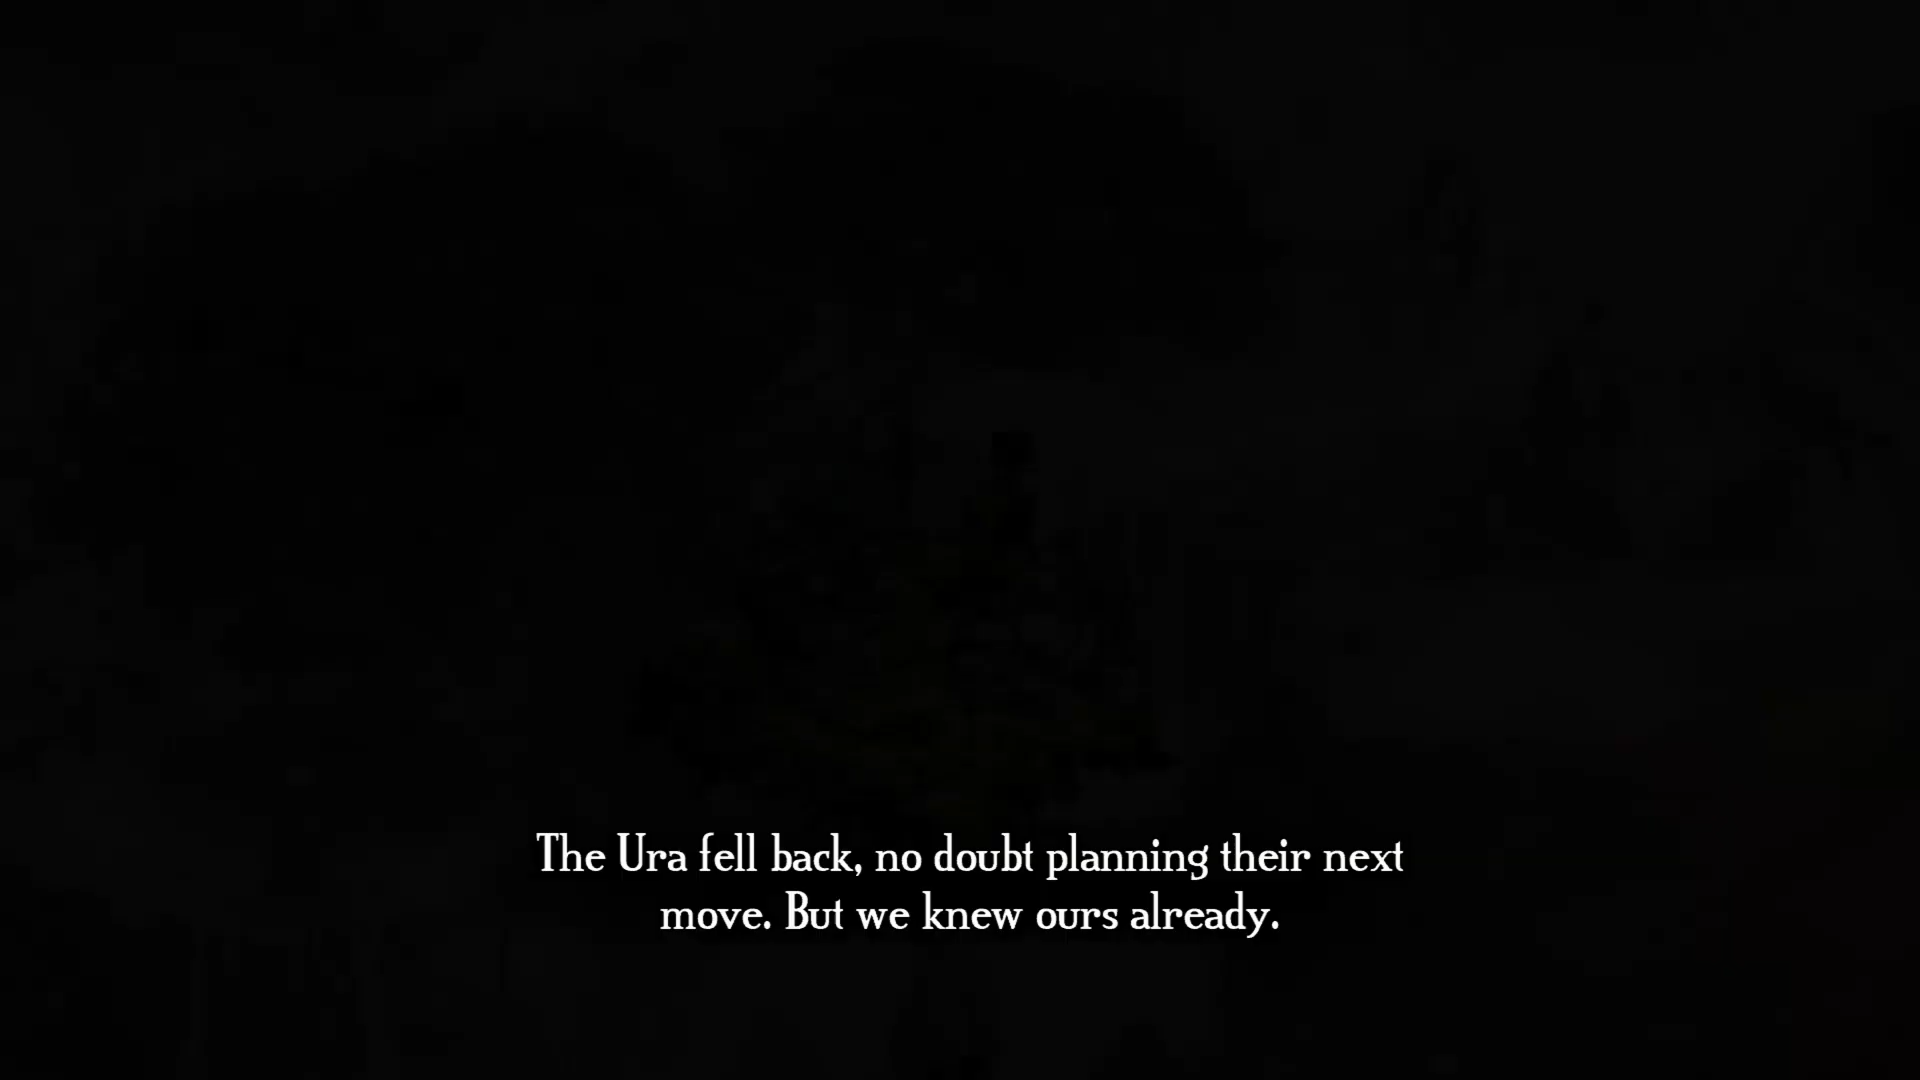 The Ura fell back, no doubt planning their next
move. But we knew ours already.